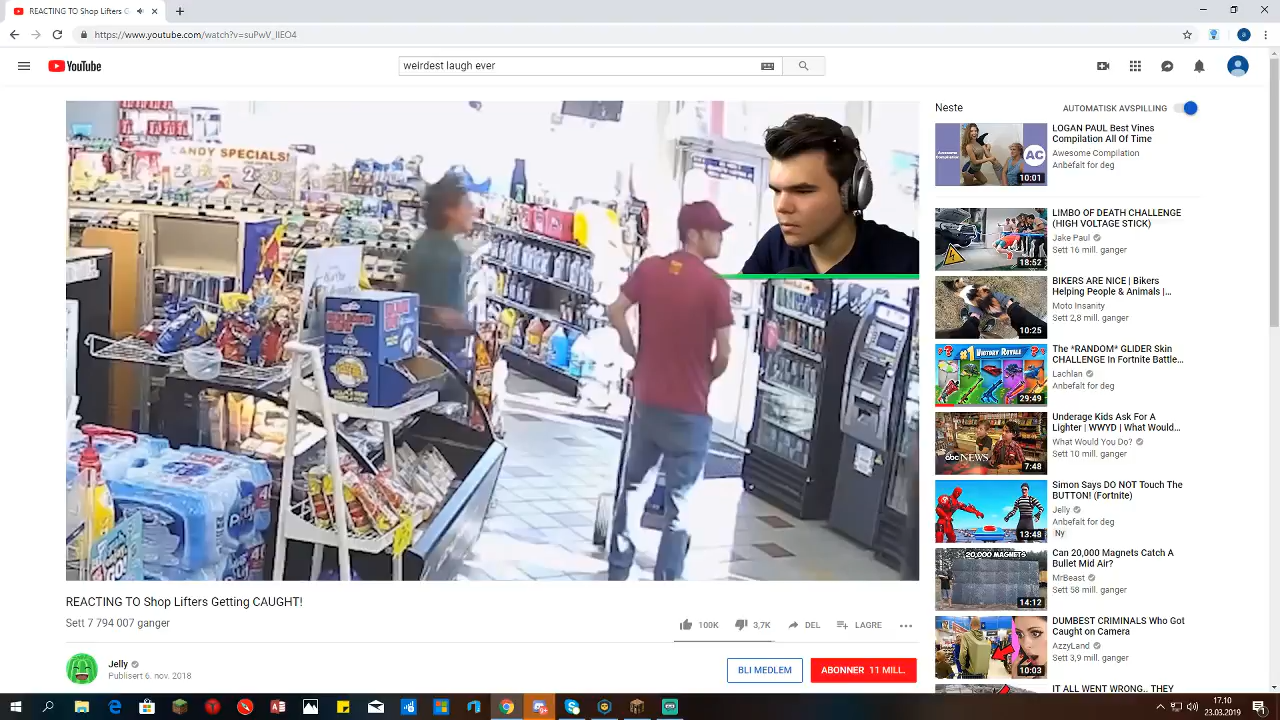 REACTING TO Shop Lifters G
https://www.youtube.com/watch?v=suPwV_lIEO4
YouTube
weirdest laugh ever
CANDY SPECIALS!
Neste
AUTOMATISK AVSPILLING
Awesome
Compilation
AC
10:01
LOGAN PAUL Best Vines
Compilation All Of Time
Awesome Compilation
Anbefalt for deg
18:52
LIMBO OF DEATH CHALLENGE
(HIGH VOLTAGE STICK)
Jake Paul
Sett 16 mill. ganger
10:25
BIKERS ARE NICE | Bikers
Helping People & Animals |...
Moto Insanity
Sett 2,8 mill. ganger
#1 VICTORY ROYALE
29:49
The *RANDOM* GLIDER Skin
CHALLENGE In Fortnite Battle...
Lachlan
Anbefalt for deg
abc NEWS
7:48
Underage Kids Ask For A
Lighter | WWYD | What Would...
What Would You Do?
Sett 10 mill. ganger
13:48
Simon Says DO NOT Touch The
BUTTON! (Fortnite)
Jelly
Anbefalt for deg
Ny
20,000 MAGNETS
14:12
Can 20,000 Magnets Catch A
Bullet Mid Air?
MrBeast
Sett 58 mill. ganger
10:03
DUMBEST CRIMINALS Who Got
Caught on Camera
AzzyLand
Sett 3,9 mill. ganger
IT ALL WENT WRONG.. THEY
REACTING TO Shop Lifters Getting CAUGHT!
Sett 7 794 007 ganger
100K
3,7K
DEL
LAGRE
Jelly
Publisert 6. nov. 2018
BLI MEDLEM
ABONNER 11 MILL.
17.10
23.03.2019